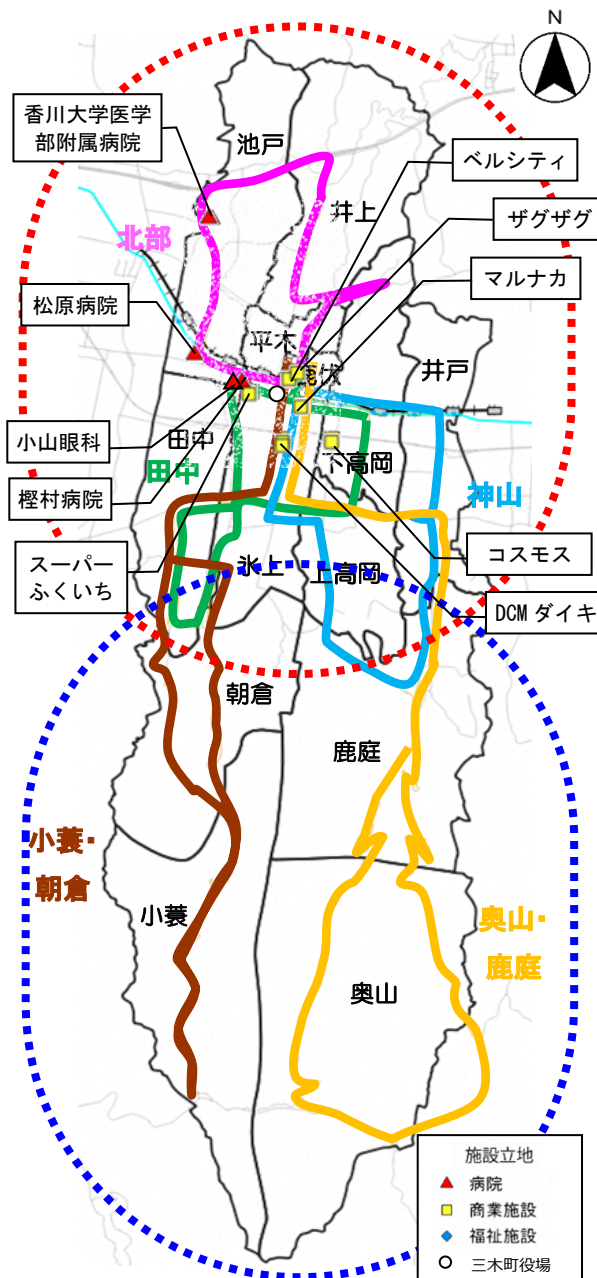 N
香川大学医学
部附属病院
池戸
ベルシティ
井上
ザグザグ
北部
マルナカ
松原病院
平木
鹿伏
井戸
小山眼科
田中
田中
下高岡
神山
樫村病院
コスモス
スーパー
ふくいち
氷上
上高岡
DCMダイキ
朝倉
鹿庭
小蓑・
朝倉
小蓑
奥山・
鹿庭
奥山
施設立地
病院
商業施設
福祉施設
三木町役場